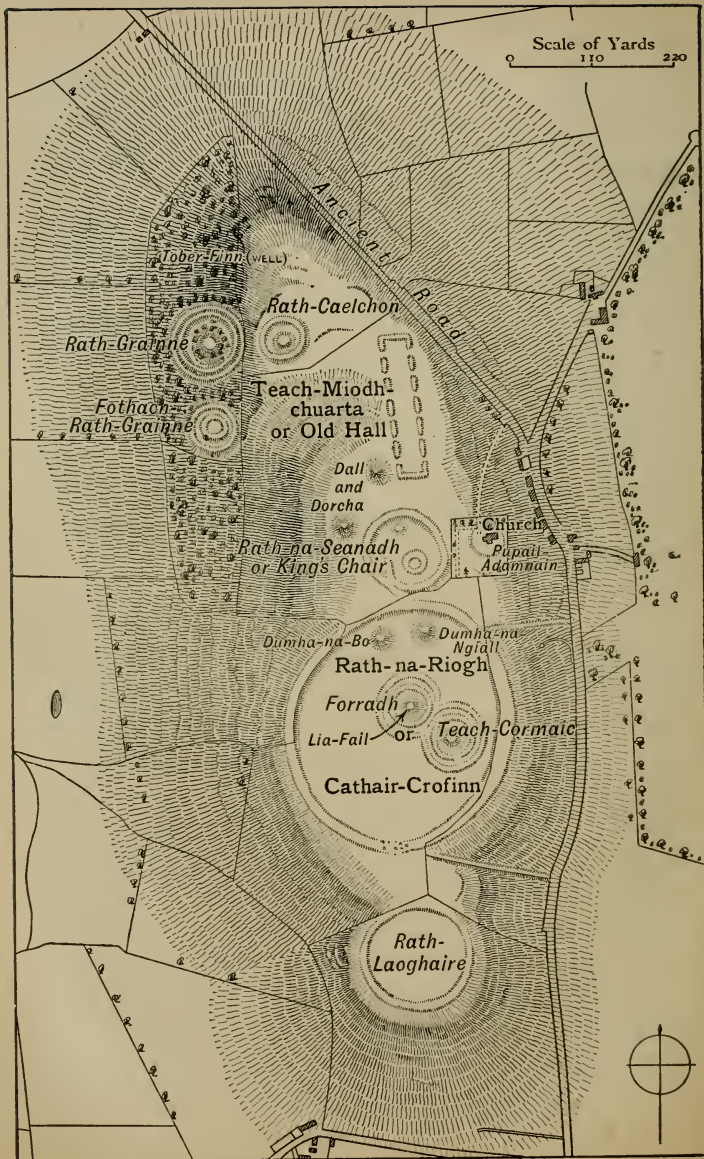 Scale of Yards
0 110 220
Ancient Road
Tober-Finn (WELL)
Rath-Caelchon
Rath-Grainne
Teach-Miodh-
chuarta
or Old Hall
Fothach-
Rath-Grainne
Dall
and
Dorcha
Church
Pupall-
Adamnain
Rath-na-Seanadh
or King's Chair
Dumha-na-Bo
Dumha-na-
Ngiall
Rath-na-Riogh
Forradh
Lia-Fail
or
Teach-Cormaic
Cathair-Crofinn
Rath-
Laoghaire